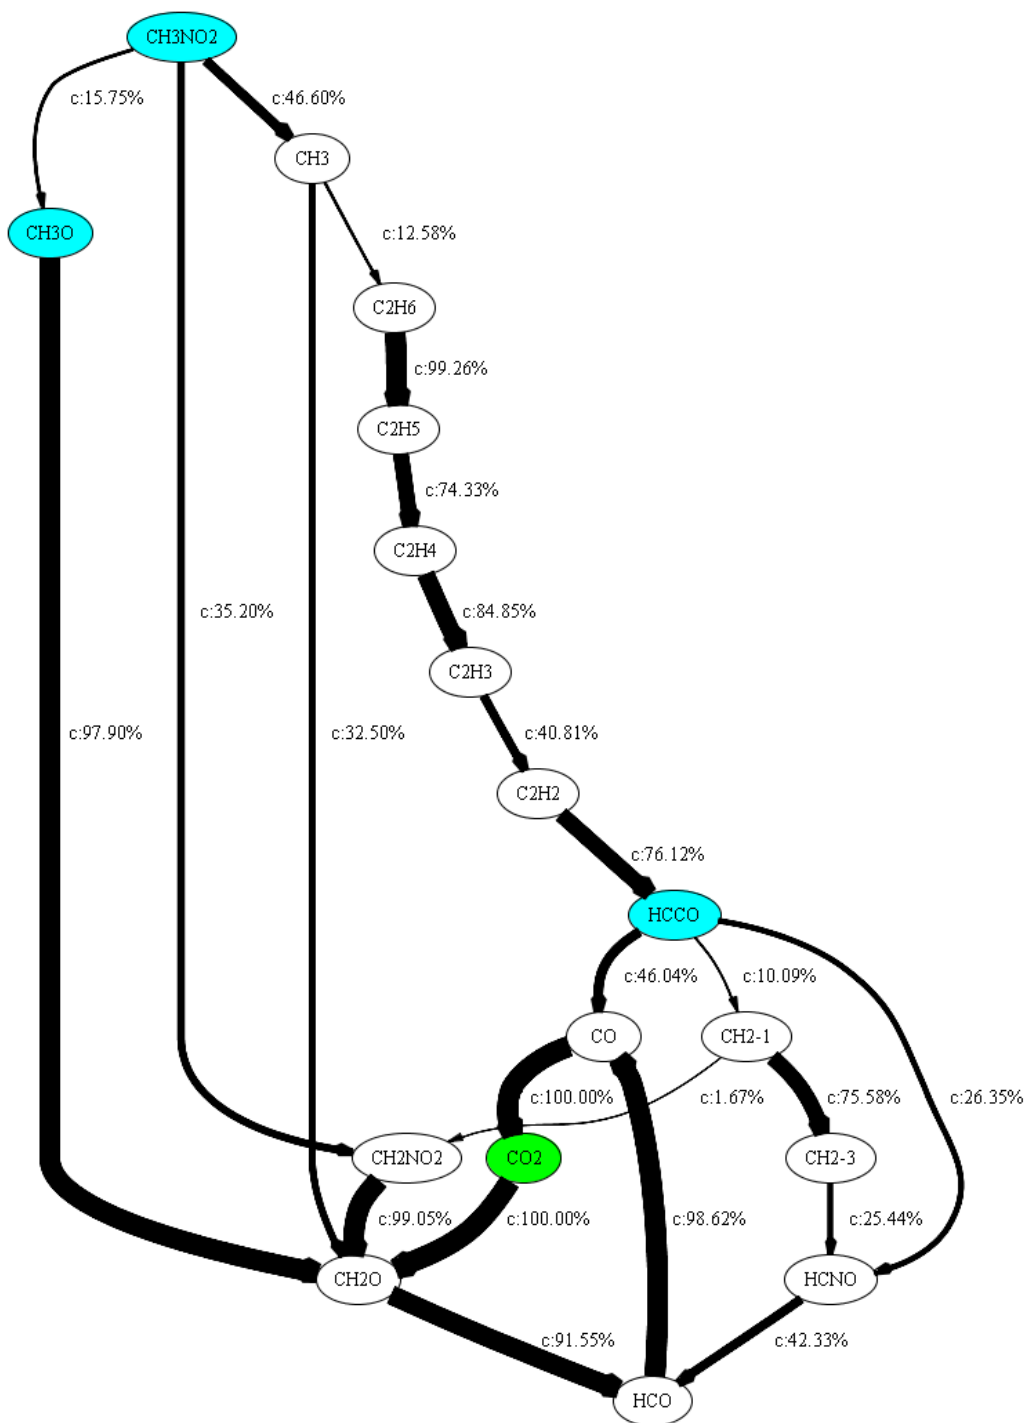 CH3NO2
c:15.75%
c:46.60%
CH3
CH3O
c:12.58%
C2H6
c:99.26%
C2H5
c:74.33%
C2H4
c:35.20%
c:84.85%
C2H3
c:97.90%
c:32.50%
c:40.81%
C2H2
c:76.12%
HCCO
c:46.04%
c:10.09%
CO
CH2-1
c:100.00%
c:1.67%
c:75.58%
c:26.35%
CH2NO2
CO2
CH2-3
c:99.05%
c:100.00%
c:98.62%
c:25.44%
CH2O
HCNO
c:91.55%
c:42.33%
HCO